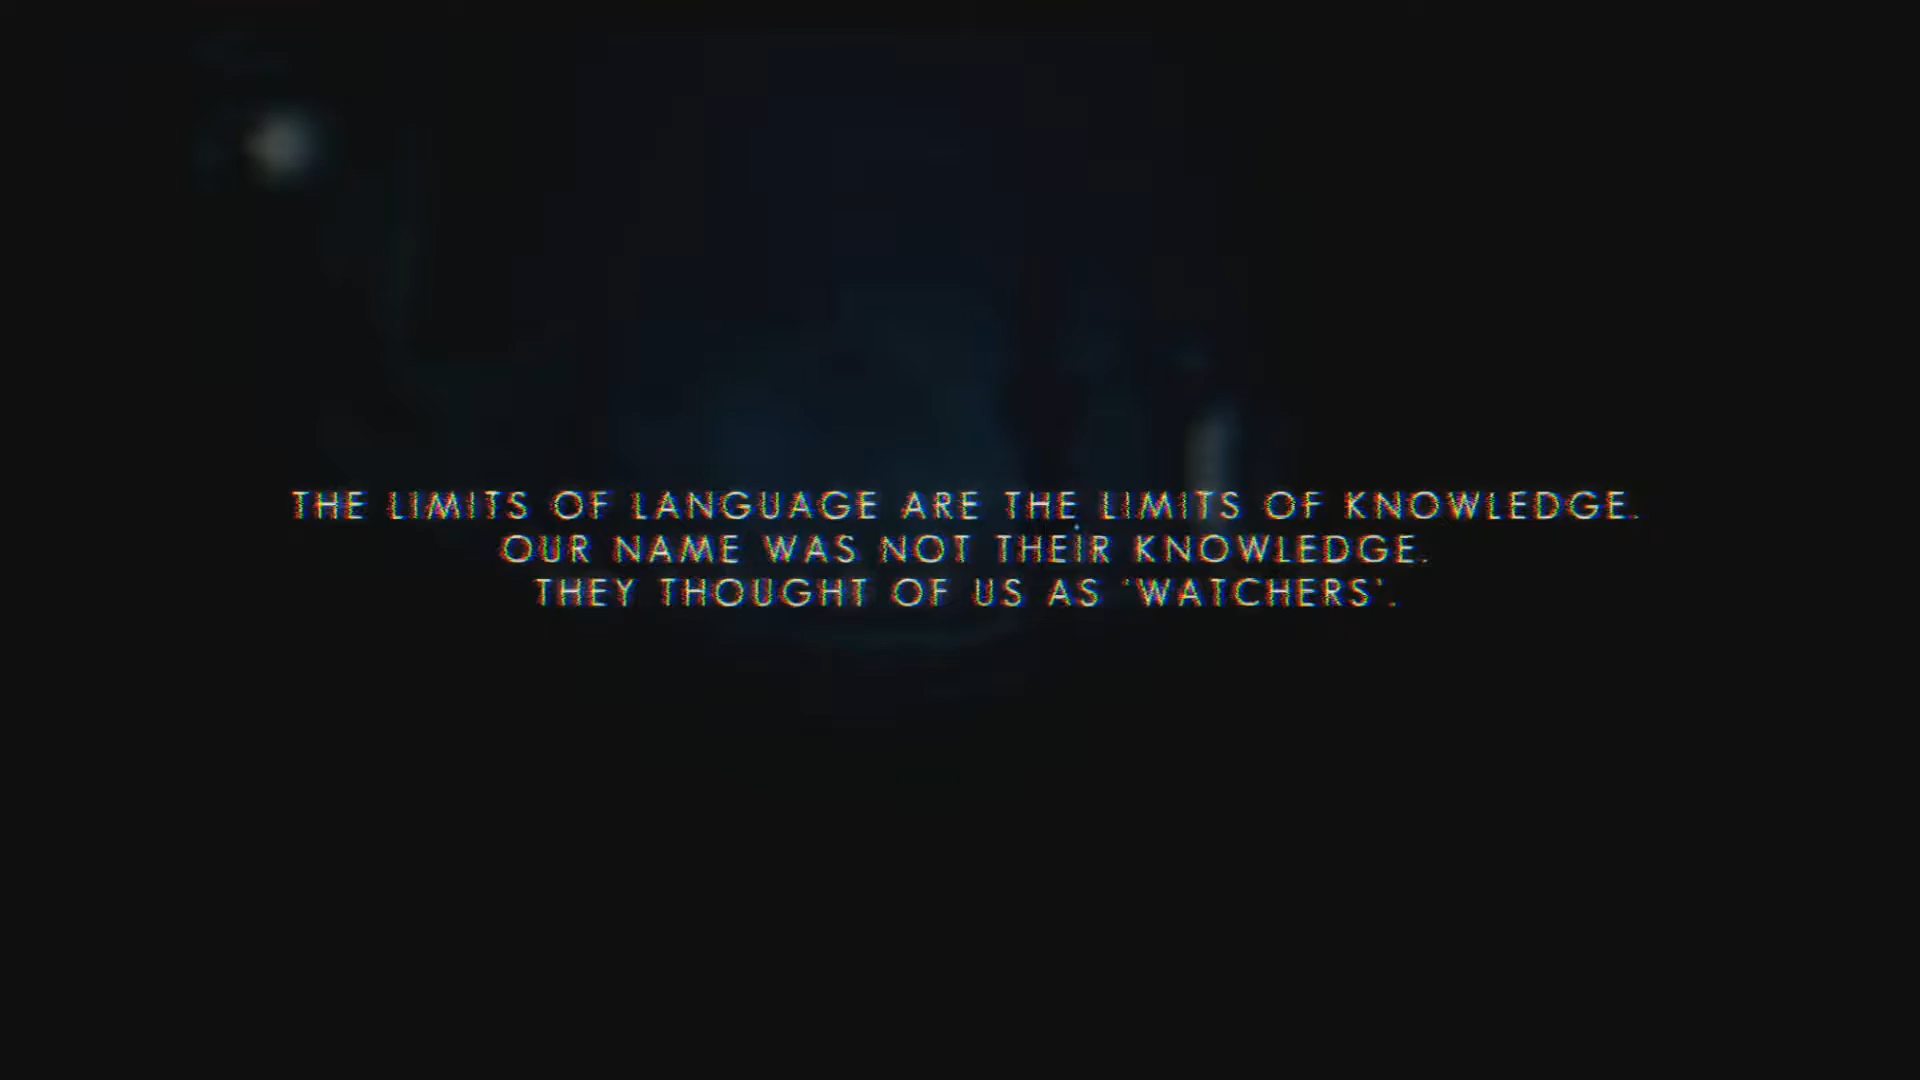 THE LIMITS OF LANGUAGE ARE THE LIMITS OF KNOWLEDGE.
OUR NAME WAS NOT THEIR KNOWLEDGE.
THEY THOUGHT OF US AS ‘WATCHERS’.